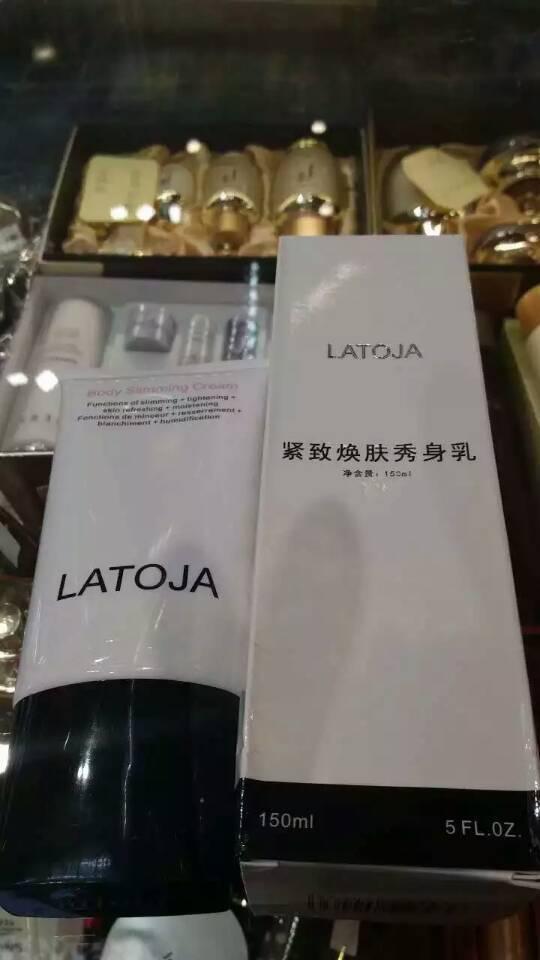 Body Slimming Cream
Functions of slimming + tightening +
skin refreshing + moistening
Fonctions de minceur + resserrement +
blanchiment + humidification
LATOJA
LATOJA
紧致焕肤秀身乳
净含量：150ml
150ml
5 FL.OZ.